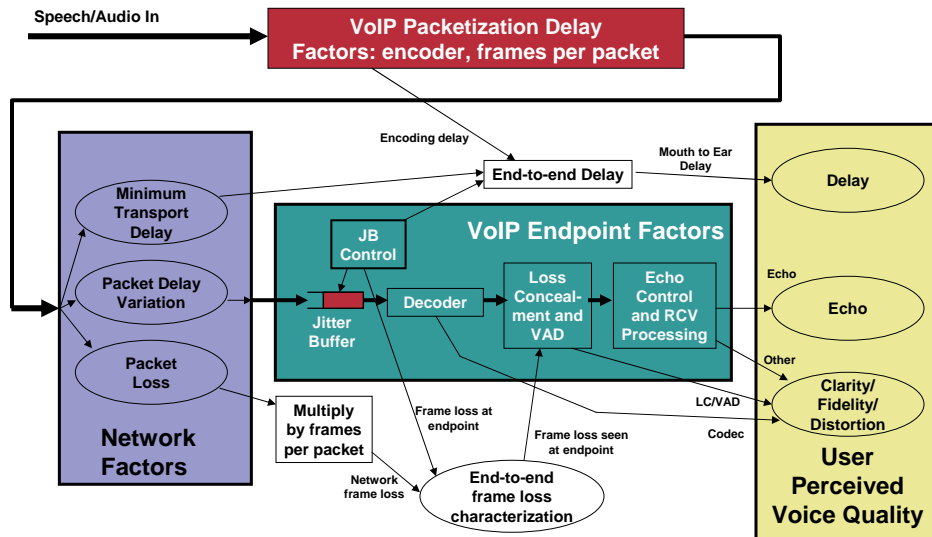 Speech/Audio In
VoIP Packetization Delay
Factors: encoder, frames per packet
Encoding delay
Mouth to Ear
Delay
End-to-end Delay
Minimum
Transport
Delay
Delay
VoIP Endpoint Factors
JB
Control
Packet Delay
Variation
Jitter
Buffer
Decoder
Loss
Conceal-
ment and
VAD
Echo
Control
and RCV
Processing
Echo
Echo
Packet
Loss
Other
Clarity/
Fidelity/
Distortion
LC/VAD
Codec
Multiply
by frames
per packet
Frame loss at
endpoint
Frame loss seen
at endpoint
Network
Factors
Network
frame loss
End-to-end
frame loss
characterization
User
Perceived
Voice Quality